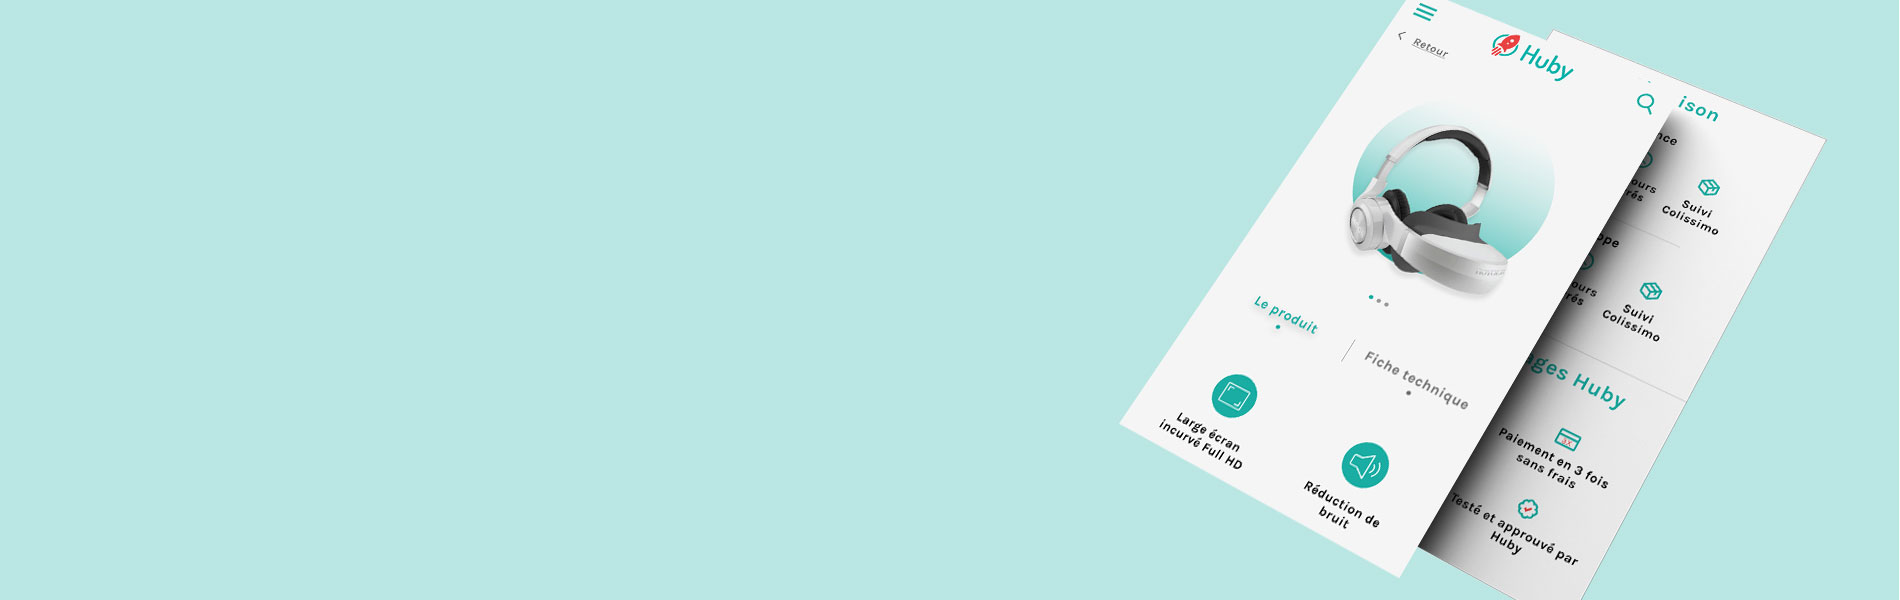 Retour
Huby
Le produit
Fiche technique
Large écran
incurvé Full HD
Réduction de
bruit
ison
nce
ours
rés
Suivi
Colissimo
ope
ours
rés
Suivi
Colissimo
ges Huby
Paiement en 3 fois
sans frais
Testé et approuvé par
Huby